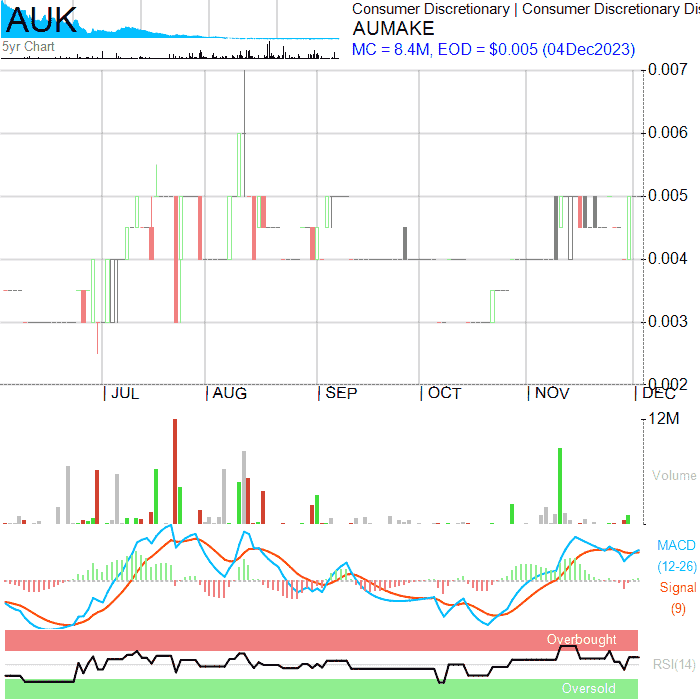 AUK
5yr Chart
Consumer Discretionary | Consumer Discretionary Dis
AUMAKE
MC = 8.4M, EOD = $0.005 (04Dec2023)
0.007
0.006
0.005
0.004
0.003
0.002
JUL AUG SEP OCT NOV DEC
12M
Volume
MACD
(12-26)
Signal
(9)
Overbought
RSI(14)
Oversold